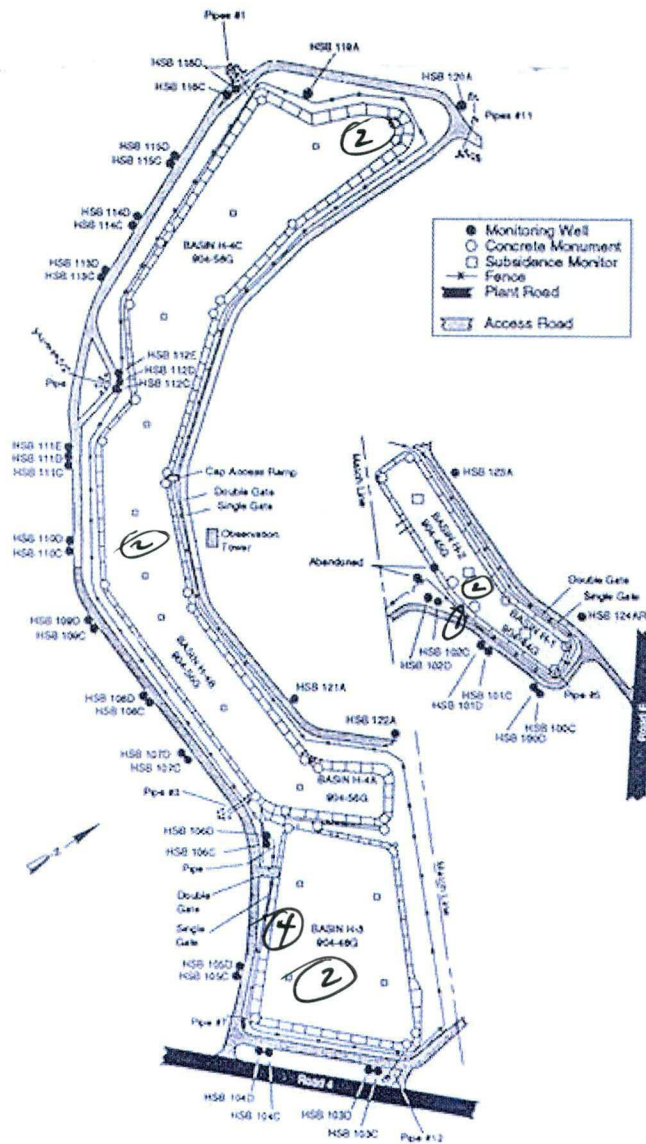 Pipes #1
HSB 118D
HSB 119A
HSB 116C
HSB 120A
Pipes #11
HSB 115D
HSB 115C
2
HSB 114D
HSB 114C
BASIN H-4C
904-56G
Monitoring Well
Concrete Monument
Subsidence Monitor
Fence
Plant Road
Access Road
HSB 113D
HSB 113C
HSB 112E
HSB 112D
HSB 112C
Pipe
HSB 111E
HSB 111D
HSB 111C
Cap Access Ramp
Double Gate
Single Gate
Observation
Tower
HSB 110D
HSB 110C
2
Match Line
HSB 123A
BASIN H-2
904-45G
Abandoned
2
Double Gate
Single Gate
HSB 124AR
BASIN H-1
904-44G
1
HSB 102C
HSB 102D
HSB 101C
HSB 101D
Pipe #5
HSB 100C
HSB 100D
HSB 109D
HSB 109C
BASIN H-4B
904-56G
HSB 108D
HSB 108C
HSB 121A
HSB 122A
HSB 107D
HSB 107C
BASIN H-4A
904-56G
Pipe #3
HSB 106D
HSB 106C
Pipe
Double
Gate
Single
Gate
4
BASIN H-3
904-46G
2
Match Line
HSB 105D
HSB 105C
Pipe #7
Road 4
HSB 104D
HSB 104C
HSB 103D
HSB 103C
Pipe #12